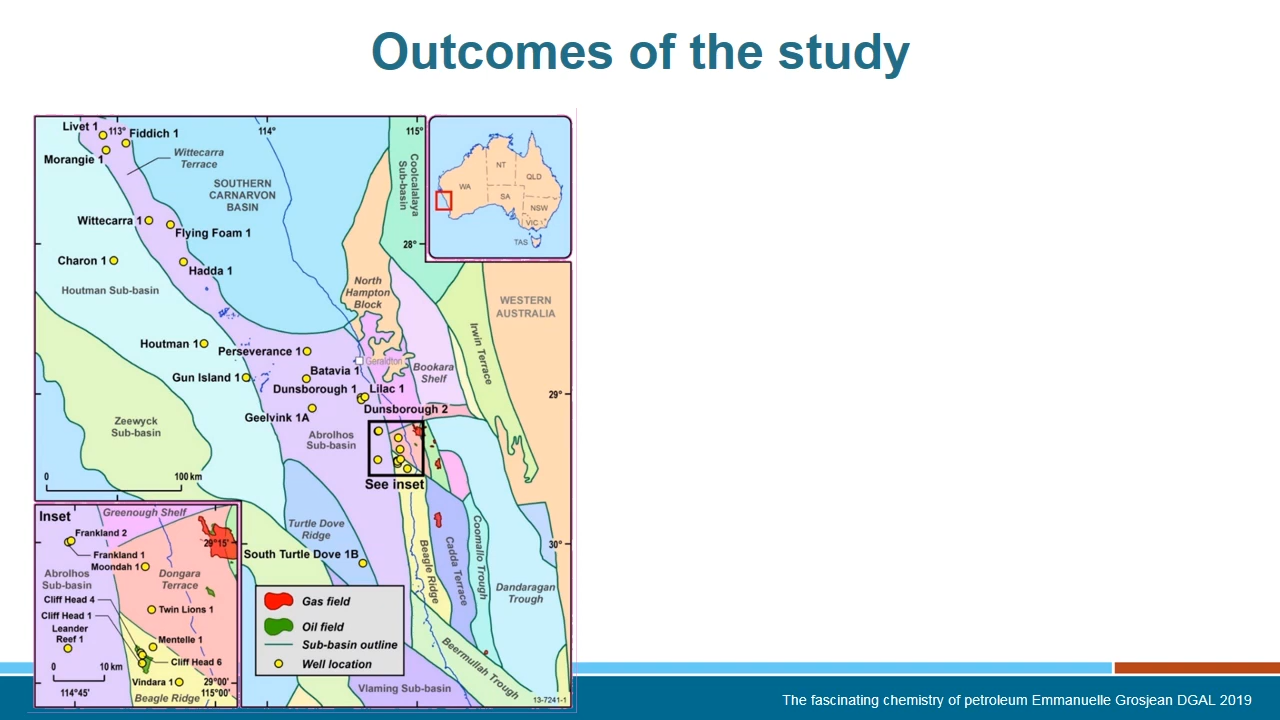 Outcomes of the study
Livet 1
113°
Fiddich 1
114°
115°
Morangie 1
Wittecarra
Terrace
SOUTHERN
CARNARVON
BASIN
Coolcalalaya
Sub-basin
NT
QLD
WA
SA
NSW
VIC
TAS
Wittecarra 1
Flying Foam 1
28°
Charon 1
Hadda 1
Houtman Sub-basin
North
Hampton
Block
WESTERN
AUSTRALIA
Irwin Terrace
Houtman 1
Perseverance 1
Geraldton
Bookara
Shelf
Gun Island 1
Batavia 1
Dunsborough 1
Lilac 1
29°
Geelvink 1A
Dunsborough 2
Zeewyck
Sub-basin
Abrolhos
Sub-basin
0
100 km
See inset
Turtle Dove
Ridge
South Turtle Dove 1B
30°
Beagle Ridge
Cadda Terrace
Coomallo Trough
Dandaragan
Trough
Beermullah Trough
Vlaming Sub-basin
13-7241-1
Inset
Greenough Shelf
Frankland 2
29°15'
Frankland 1
Moondah 1
Abrolhos
Sub-basin
Dongara
Terrace
Cliff Head 4
Twin Lions 1
Cliff Head 1
Leander
Reef 1
Mentelle 1
0
10 km
Cliff Head 6
Vindara 1
29°00'
114°45'
115°00'
Beagle Ridge
Gas field
Oil field
Sub-basin outline
Well location
The fascinating chemistry of petroleum Emmanuelle Grosjean DGAL 2019